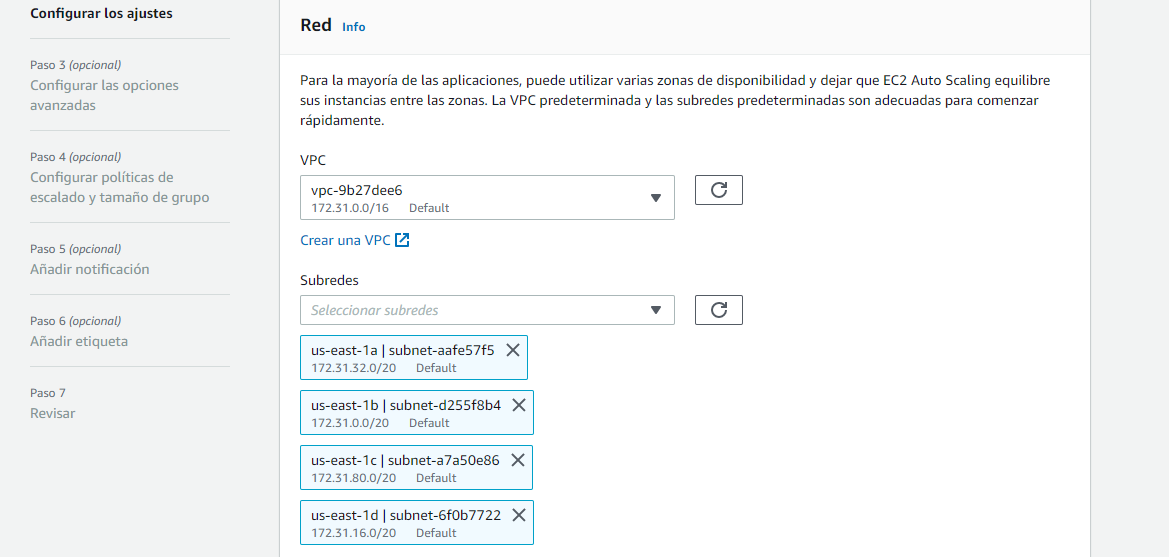 Configurar los ajustes
Paso 3 (opcional)
Configurar las opciones
avanzadas
Paso 4 (opcional)
Configurar políticas de
escalado y tamaño de grupo
Paso 5 (opcional)
Añadir notificación
Paso 6 (opcional)
Añadir etiqueta
Paso 7
Revisar
Red Info
Para la mayoría de las aplicaciones, puede utilizar varias zonas de disponibilidad y dejar que EC2 Auto Scaling equilibre
sus instancias entre las zonas. La VPC predeterminada y las subredes predeterminadas son adecuadas para comenzar
rápidamente.
VPC
vpc-9b27dee6
172.31.0.0/16 Default
Crear una VPC
Subredes
Seleccionar subredes
us-east-1a | subnet-aafe57f5
172.31.32.0/20 Default
us-east-1b | subnet-d255f8b4
172.31.0.0/20 Default
us-east-1c | subnet-a7a50e86
172.31.80.0/20 Default
us-east-1d | subnet-6f0b7722
172.31.16.0/20 Default